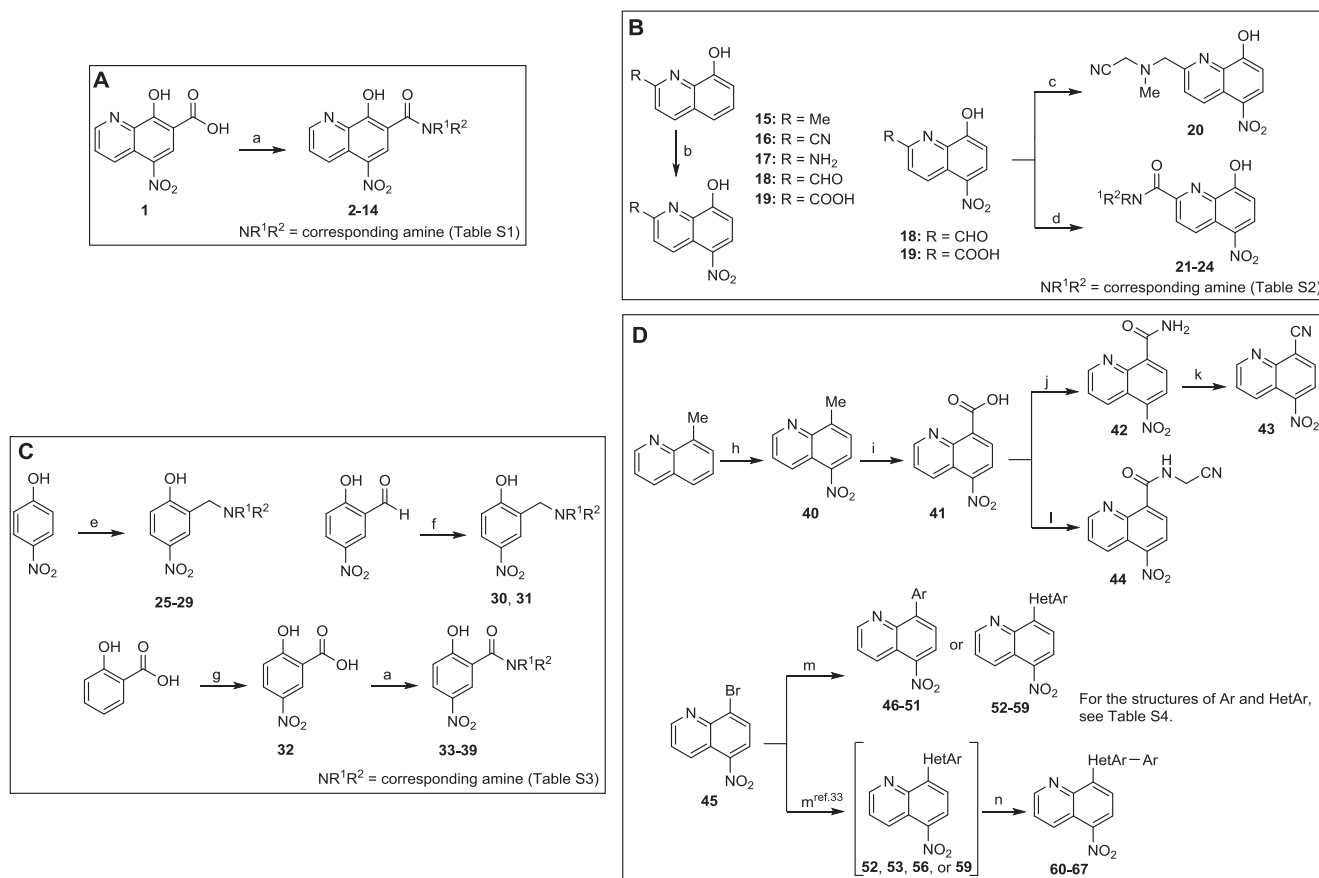 A
OH
O
N
OH
NO₂
1
a
OH
O
N
NR¹R²
NO₂
2-14
NR¹R² = corresponding amine (Table S1)
B
OH
R
N
b
OH
R
N
NO₂
15: R = Me
16: R = CN
17: R = NH₂
18: R = CHO
19: R = COOH
OH
R
N
NO₂
18: R = CHO
19: R = COOH
c
OH
NC
N
N
Me
NO₂
20
d
O
OH
¹R²RN
N
NO₂
21-24
NR¹R² = corresponding amine (Table S2)
C
OH
NO₂
e
OH
NR¹R²
NO₂
25-29
OH
O
H
NO₂
f
OH
NR¹R²
NO₂
30, 31
OH
O
OH
g
OH
O
OH
NO₂
32
a
OH
O
NR¹R²
NO₂
33-39
NR¹R² = corresponding amine (Table S3)
D
Me
N
h
Me
N
NO₂
40
i
O
OH
N
NO₂
41
j
O
NH₂
N
NO₂
42
k
CN
N
NO₂
43
l
O
H
N
CN
N
NO₂
44
Br
N
NO₂
45
m
Ar
N
NO₂
46-51
or
HetAr
N
NO₂
52-59
For the structures of Ar and HetAr,
see Table S4.
m^ref.33
HetAr
N
NO₂
52, 53, 56, or 59
n
HetAr–Ar
N
NO₂
60-67